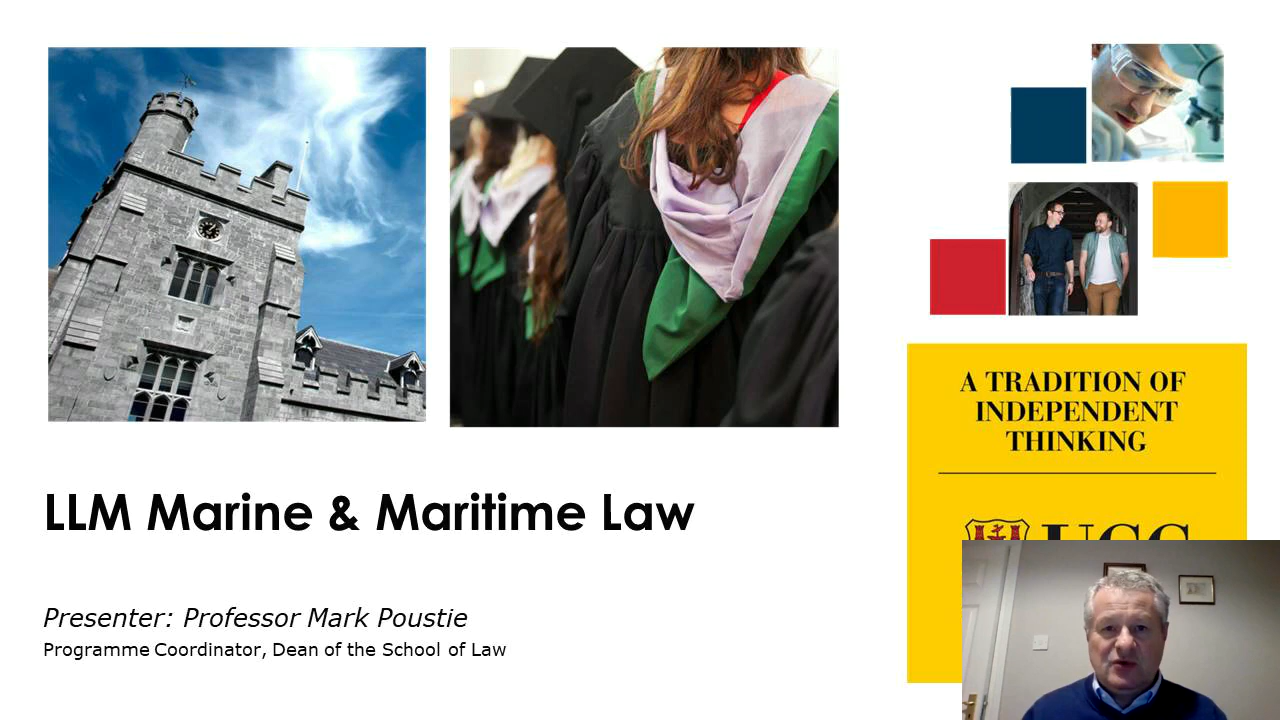 A TRADITION OF
INDEPENDENT
THINKING
UCC
LLM Marine & Maritime Law
Presenter: Professor Mark Poustie
Programme Coordinator, Dean of the School of Law